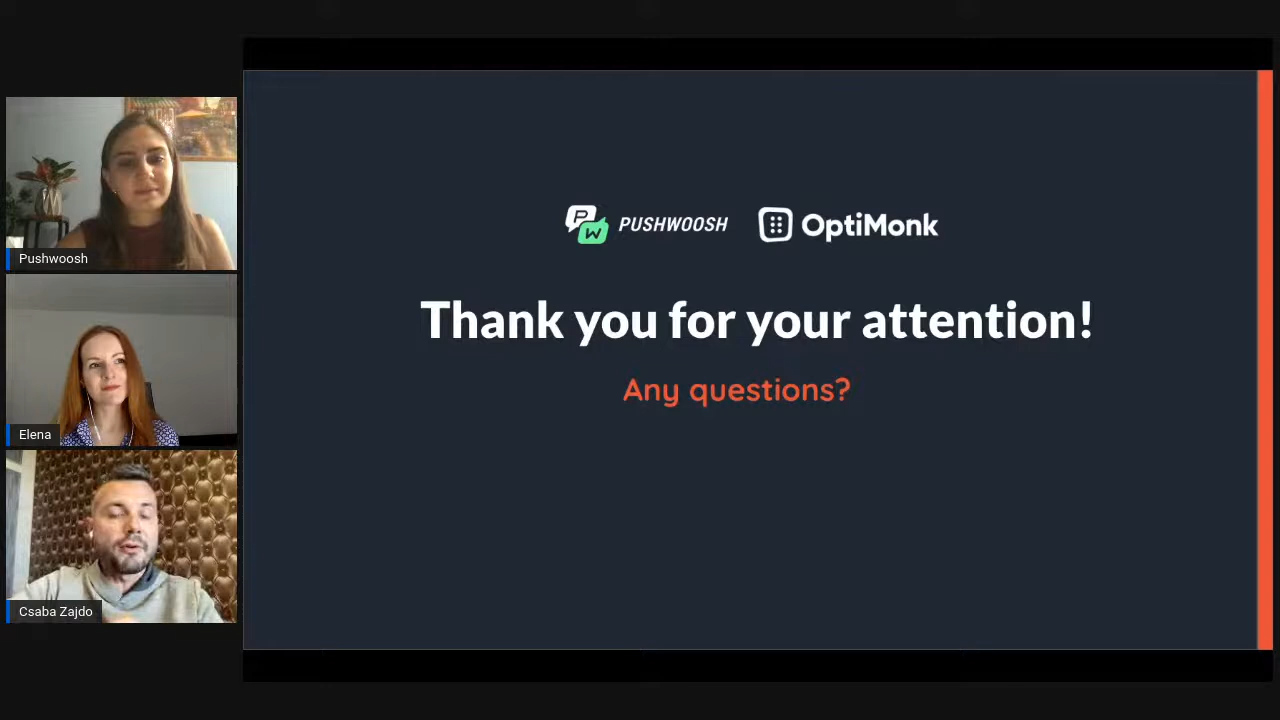 Pushwoosh
Elena
Csaba Zajdo
P
W
PUSHWOOSH
OptiMonk
Thank you for your attention!
Any questions?